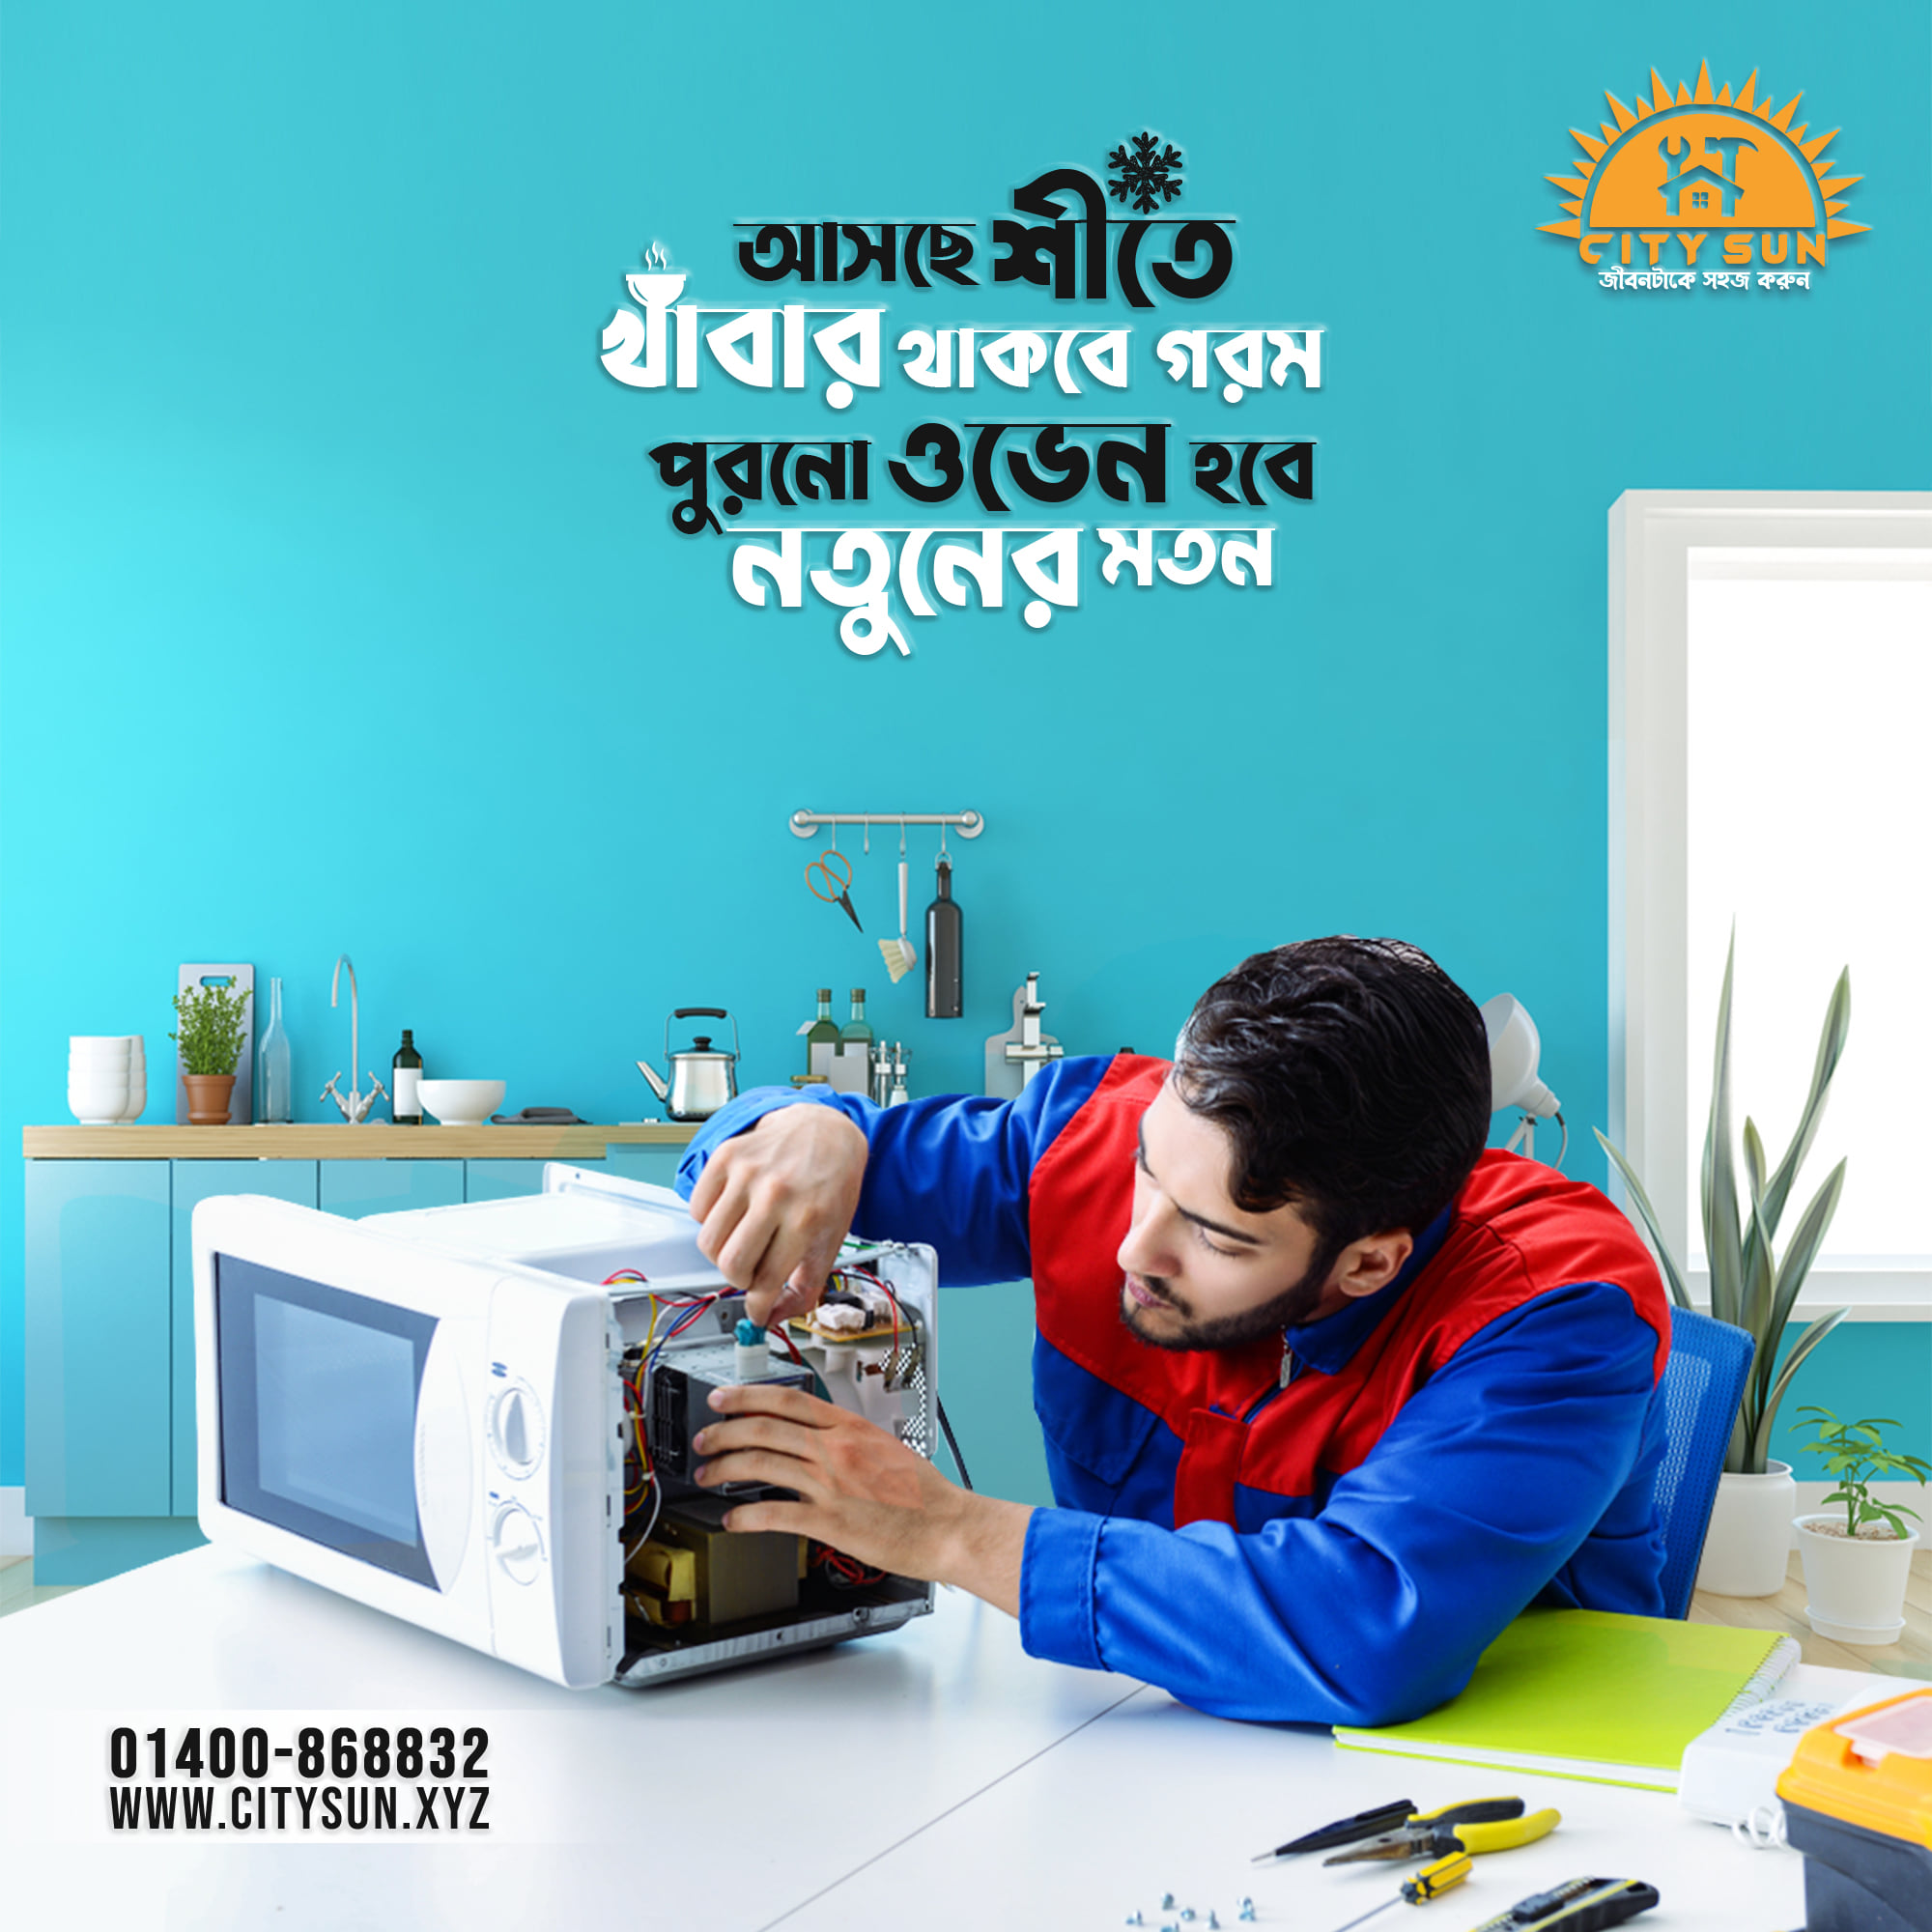 আসছে শীতে
খাঁবার থাকবে গরম
পুরনো ওভেন হবে
নতুনের মতন
CITY SUN
জীবনটাকে সহজ করুন
01400-868832
WWW.CITYSUN.XYZ